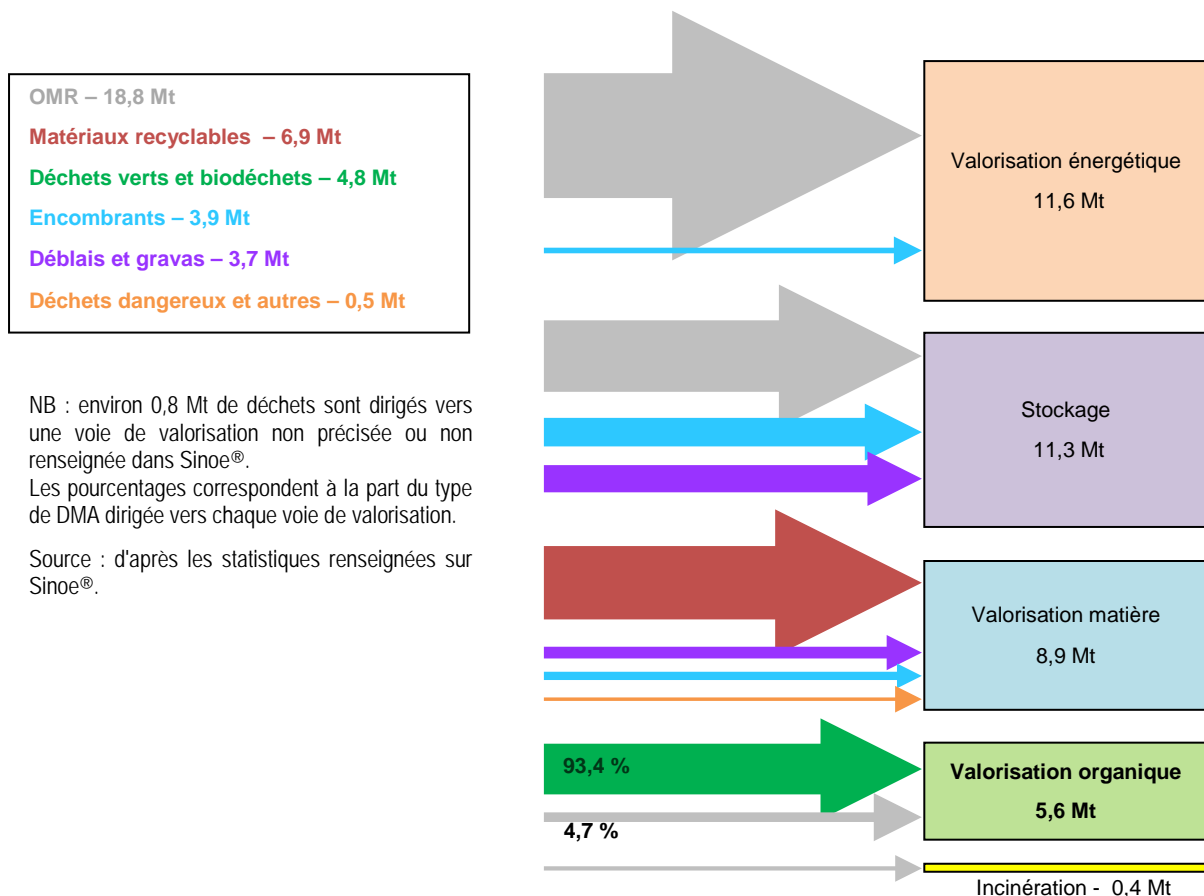 OMR – 18,8 Mt
Matériaux recyclables – 6,9 Mt
Déchets verts et biodéchets – 4,8 Mt
Encombrants – 3,9 Mt
Déblais et gravas – 3,7 Mt
Déchets dangereux et autres – 0,5 Mt
NB : environ 0,8 Mt de déchets sont dirigés vers
une voie de valorisation non précisée ou non
renseignée dans Sinoe®.
Les pourcentages correspondent à la part du type
de DMA dirigée vers chaque voie de valorisation.
Source : d'après les statistiques renseignées sur
Sinoe®.
Valorisation énergétique
11,6 Mt
Stockage
11,3 Mt
Valorisation matière
8,9 Mt
93,4 %
4,7 %
Valorisation organique
5,6 Mt
Incinération - 0,4 Mt